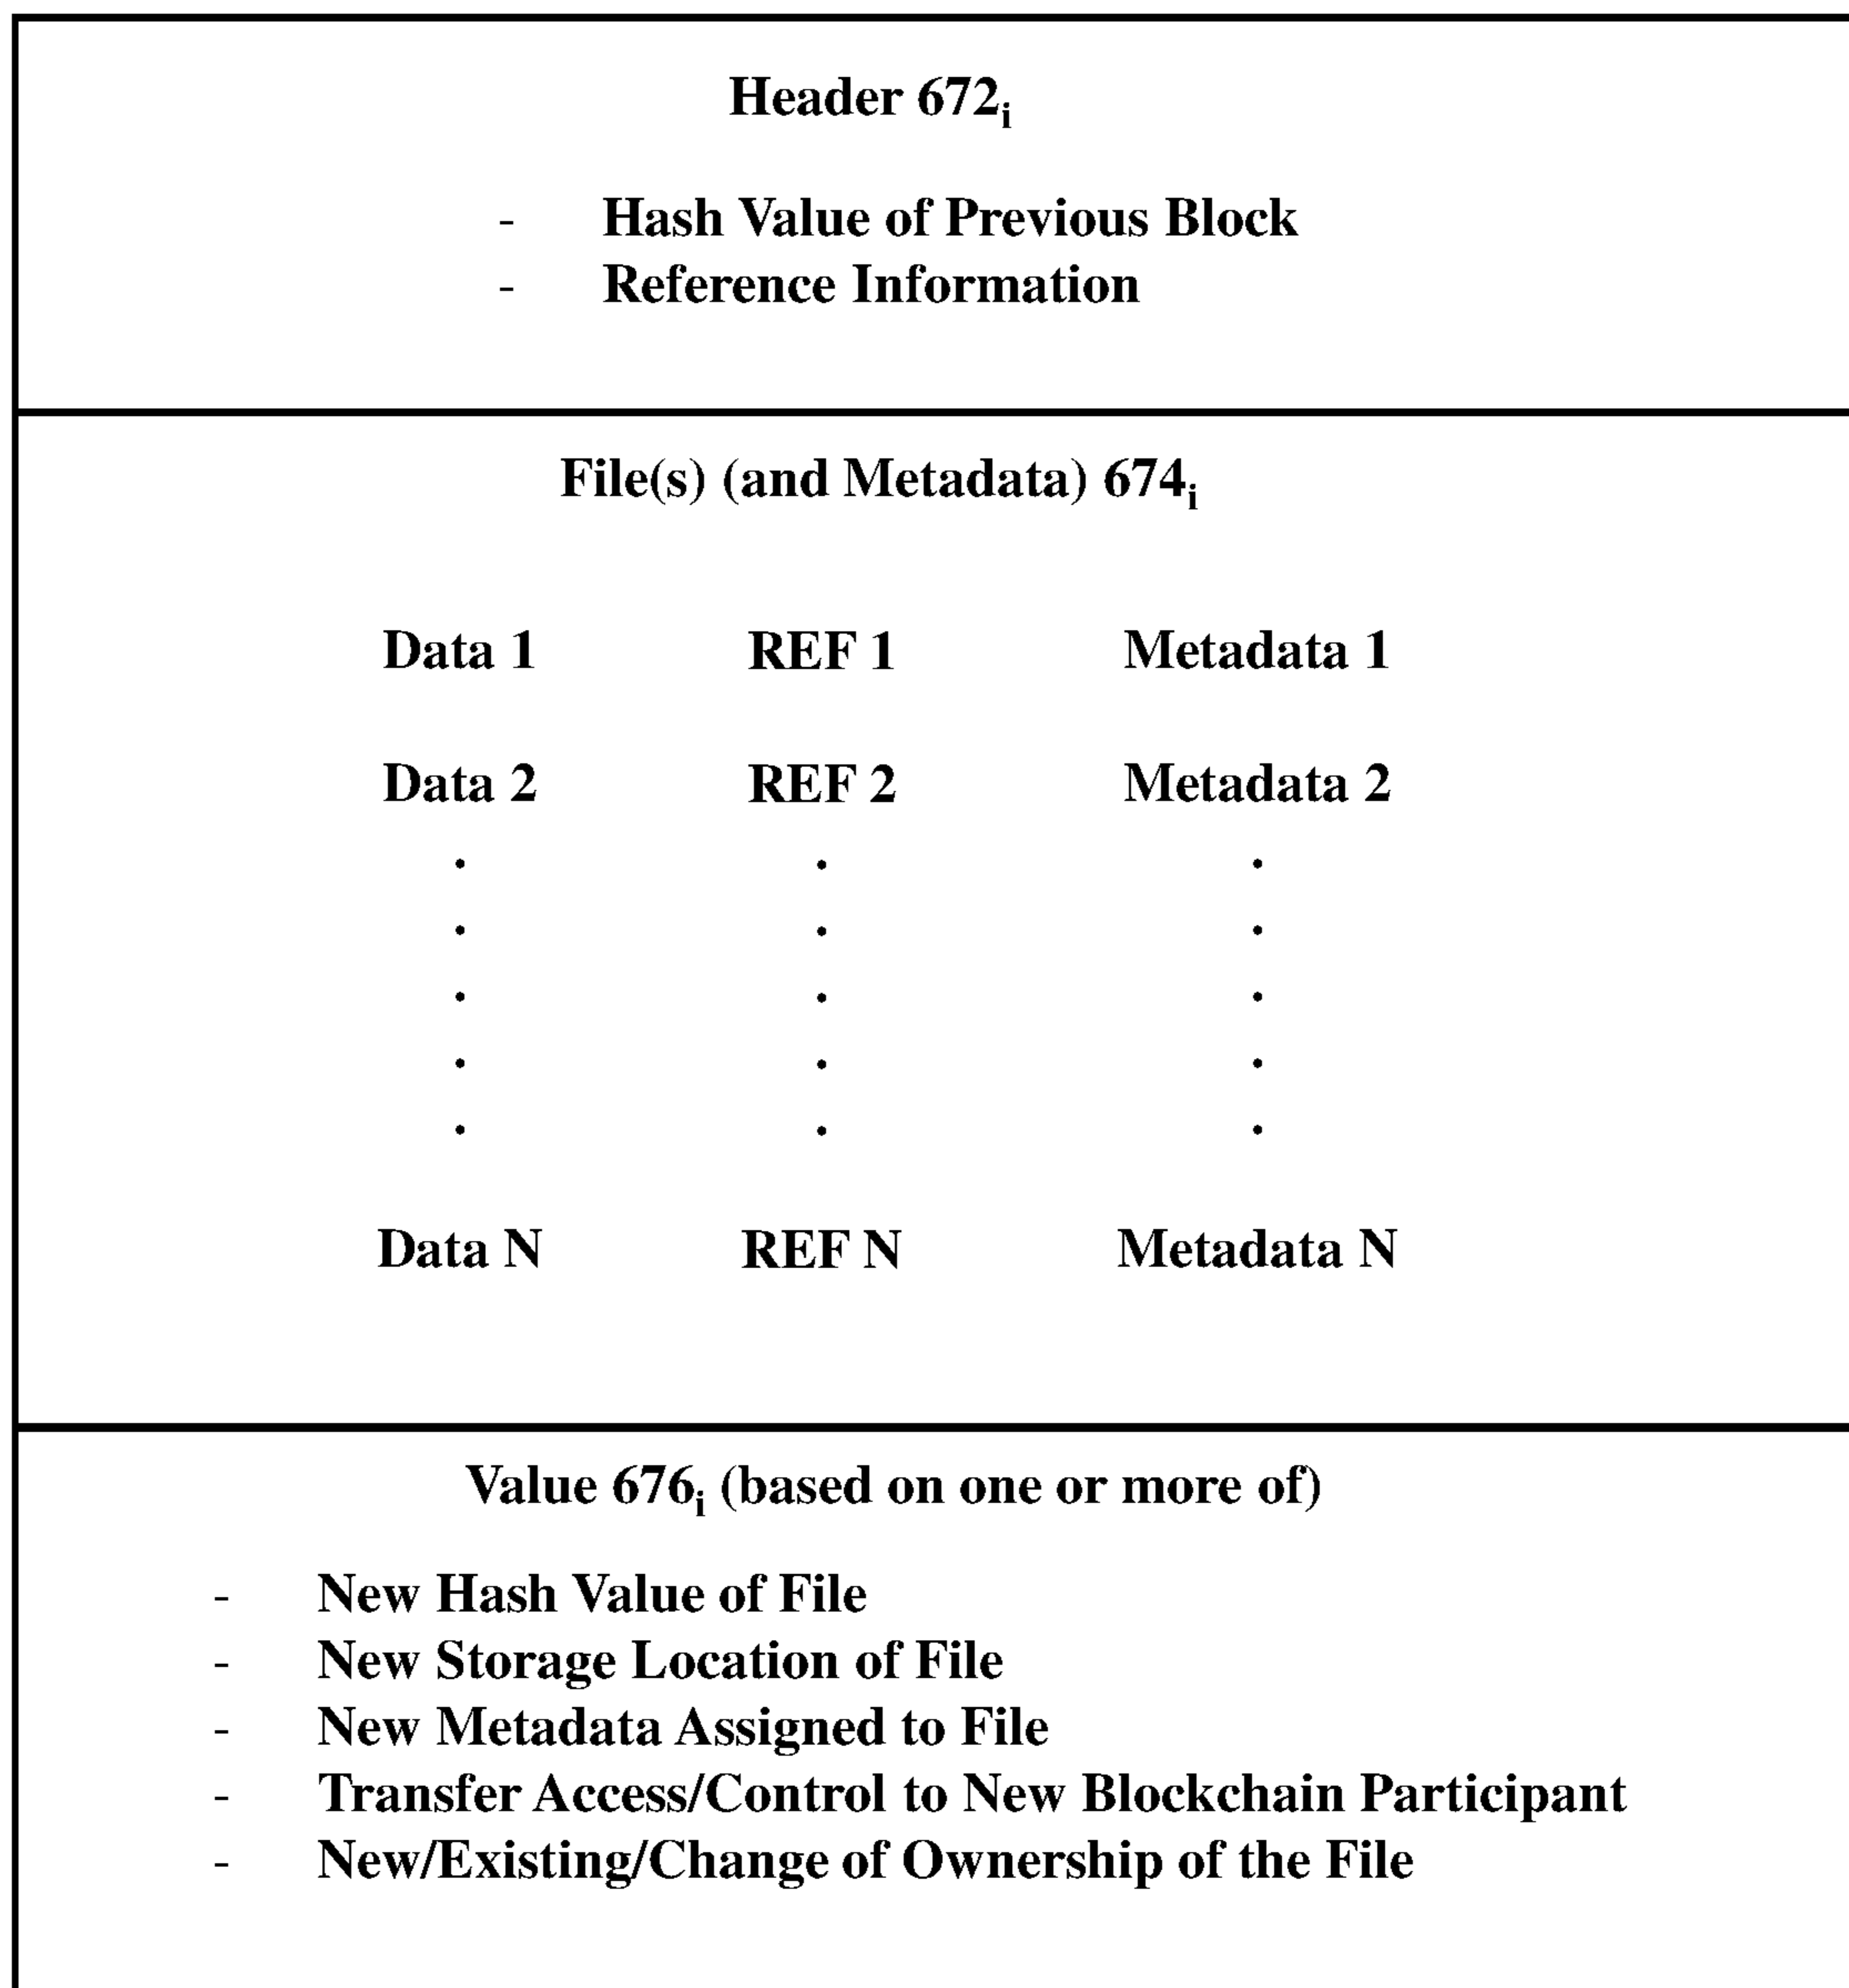 Header 672i
- Hash Value of Previous Block
- Reference Information
File(s) (and Metadata) 674i
Data 1 REF 1 Metadata 1
Data 2 REF 2 Metadata 2
. . .
. . .
. . .
. . .
. . .
Data N REF N Metadata N
Value 676i (based on one or more of)
- New Hash Value of File
- New Storage Location of File
- New Metadata Assigned to File
- Transfer Access/Control to New Blockchain Participant
- New/Existing/Change of Ownership of the File